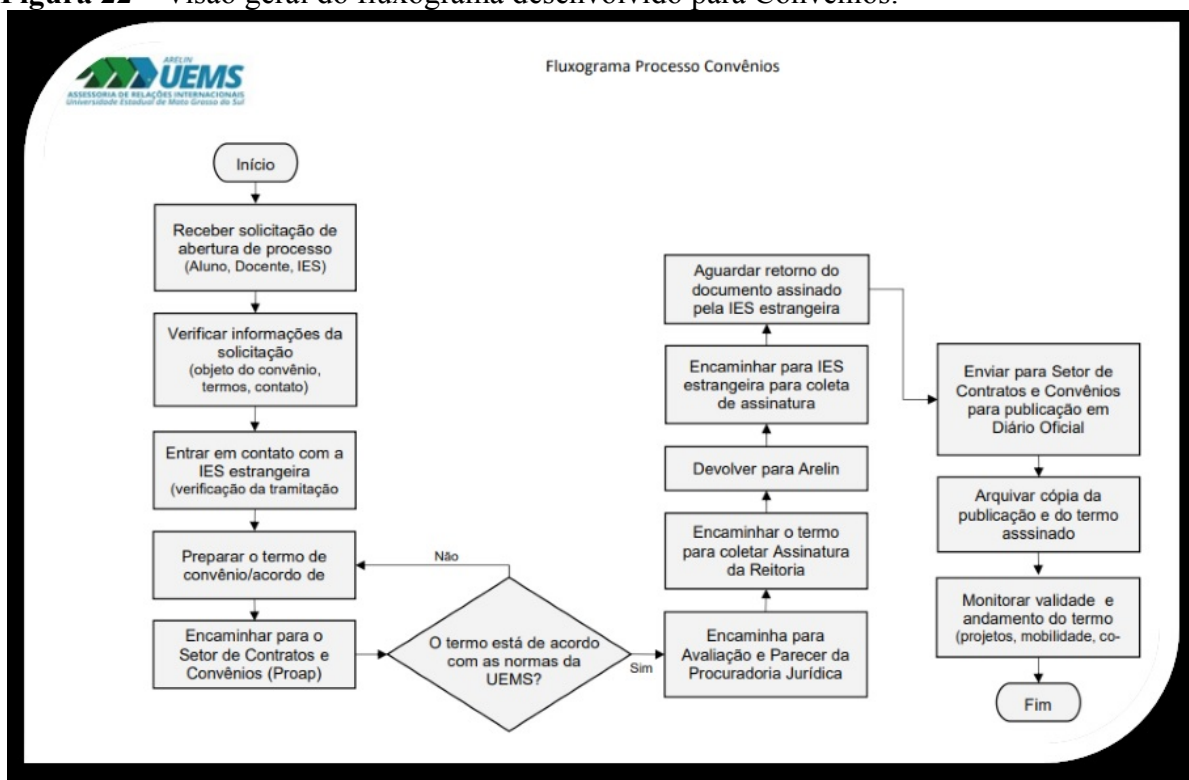 Figura 22 – Visão geral do fluxograma desenvolvido para Convênios.
ARELIN
UEMS
ASSESSORIA DE RELAÇÕES INTERNACIONAIS
Universidade Estadual de Mato Grosso do Sul
Fluxograma Processo Convênios
Início
Receber solicitação de
abertura de processo
(Aluno, Docente, IES)
Verificar informações da
solicitação
(objeto do convênio,
termos, contato)
Entrar em contato com a
IES estrangeira
(verificação da tramitação
Preparar o termo de
convênio/acordo de
Encaminhar para o
Setor de Contratos e
Convênios (Proap)
Não
O termo está de acordo
com as normas da
UEMS?
Sim
Encaminha para
Avaliação e Parecer da
Procuradoria Jurídica
Encaminhar o termo
para coletar Assinatura
da Reitoria
Devolver para Arelin
Encaminhar para IES
estrangeira para coleta
de assinatura
Aguardar retorno do
documento assinado
pela IES estrangeira
Enviar para Setor de
Contratos e Convênios
para publicação em
Diário Oficial
Arquivar cópia da
publicação e do termo
asssinado
Monitorar validade e
andamento do termo
(projetos, mobilidade, co-
Fim